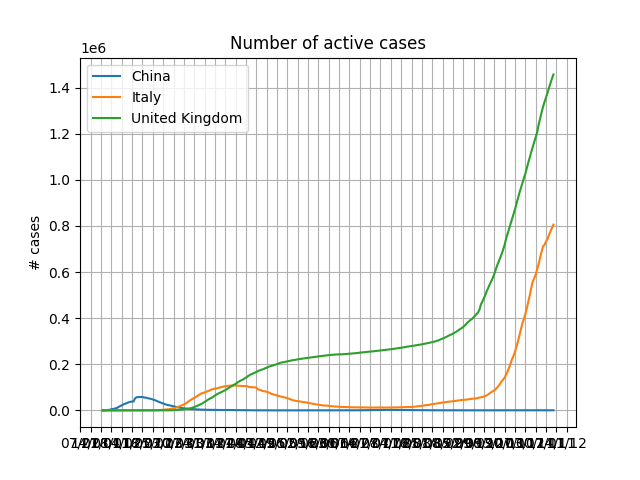 Number of active cases
1e6
China
Italy
United Kingdom
1.4
1.2
1.0
0.8
0.6
0.4
0.2
0.0
# cases